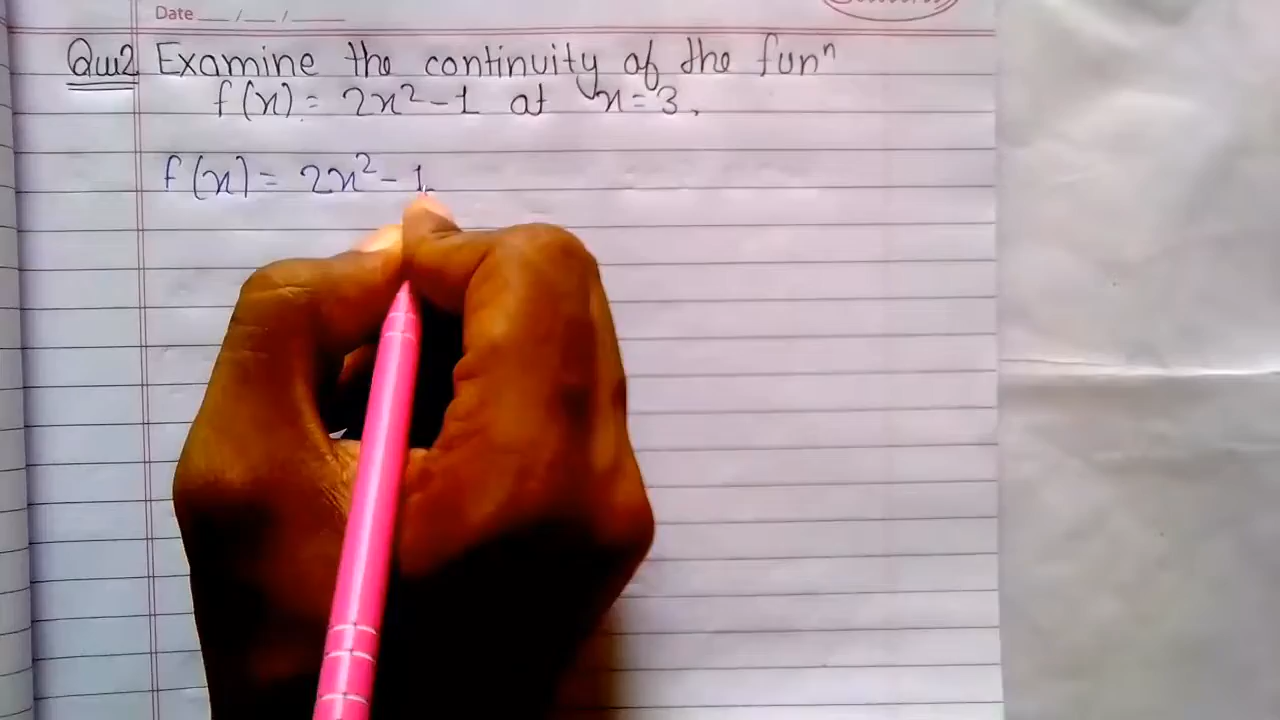 Date ___ /___ /_____
Qu2 Examine the continuity of the funⁿ
f(x) = 2x² - 1 at x = 3.
f(x) = 2x² - 1